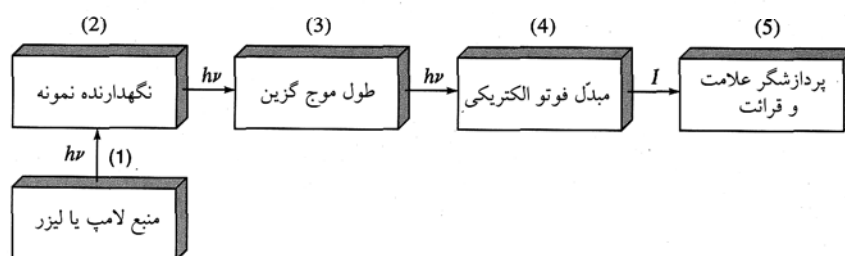 (2)
(3)
(4)
(5)
نگهدارنده نمونه
hν
طول موج گزین
hν
مبدّل فوتو الکتریکی
I
پردازشگر علامت
و قرائت
hν
(1)
منبع لامپ یا لیزر